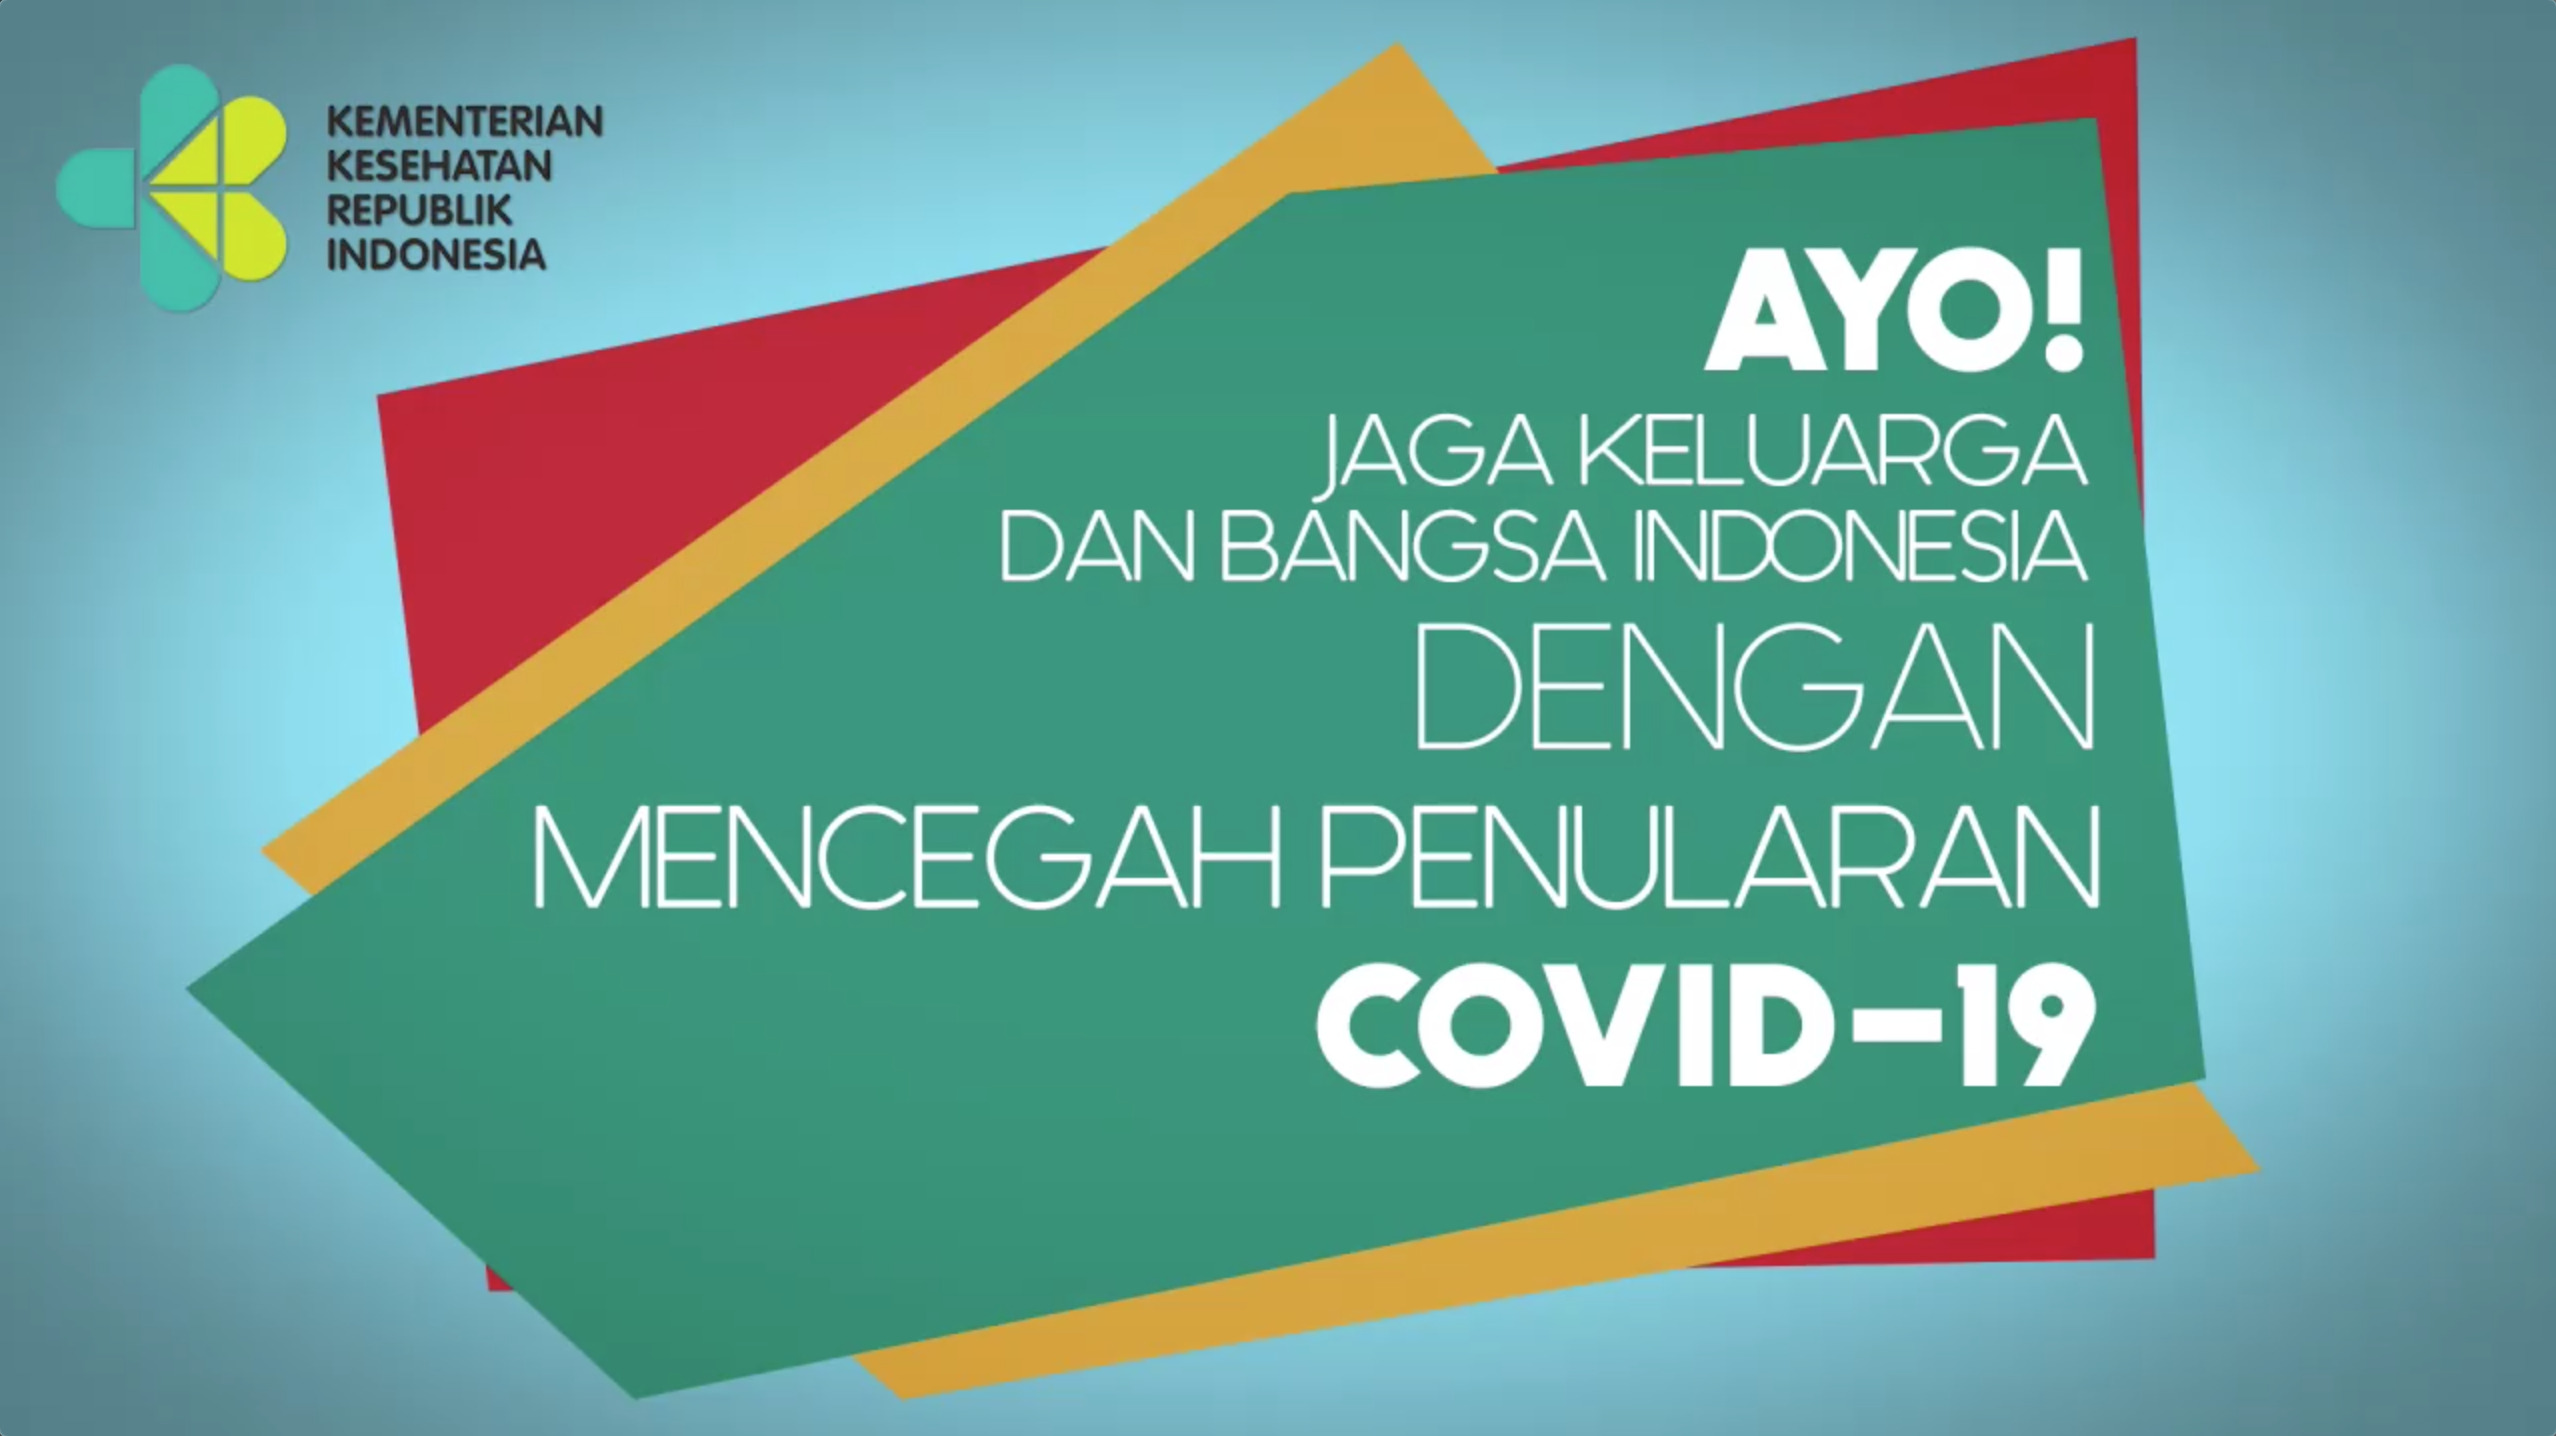 KEMENTERIAN
KESEHATAN
REPUBLIK
INDONESIA
AYO!
JAGA KELUARGA
DAN BANGSA INDONESIA
DENGAN
MENCEGAH PENULARAN
COVID-19